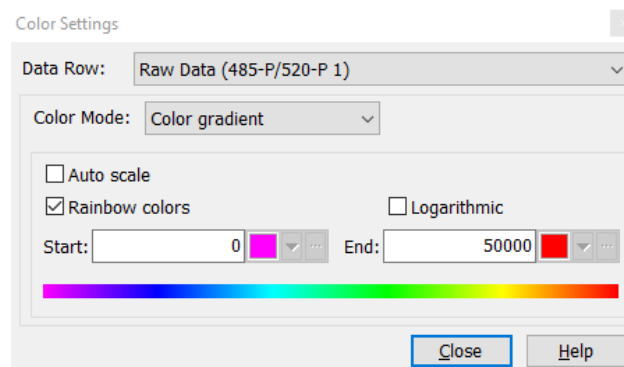 Color Settings
Data Row: Raw Data (485-P/520-P 1)
Color Mode: Color gradient
Auto scale
Rainbow colors Logarithmic
Start: 0 ... End: 50000 ...
Close Help